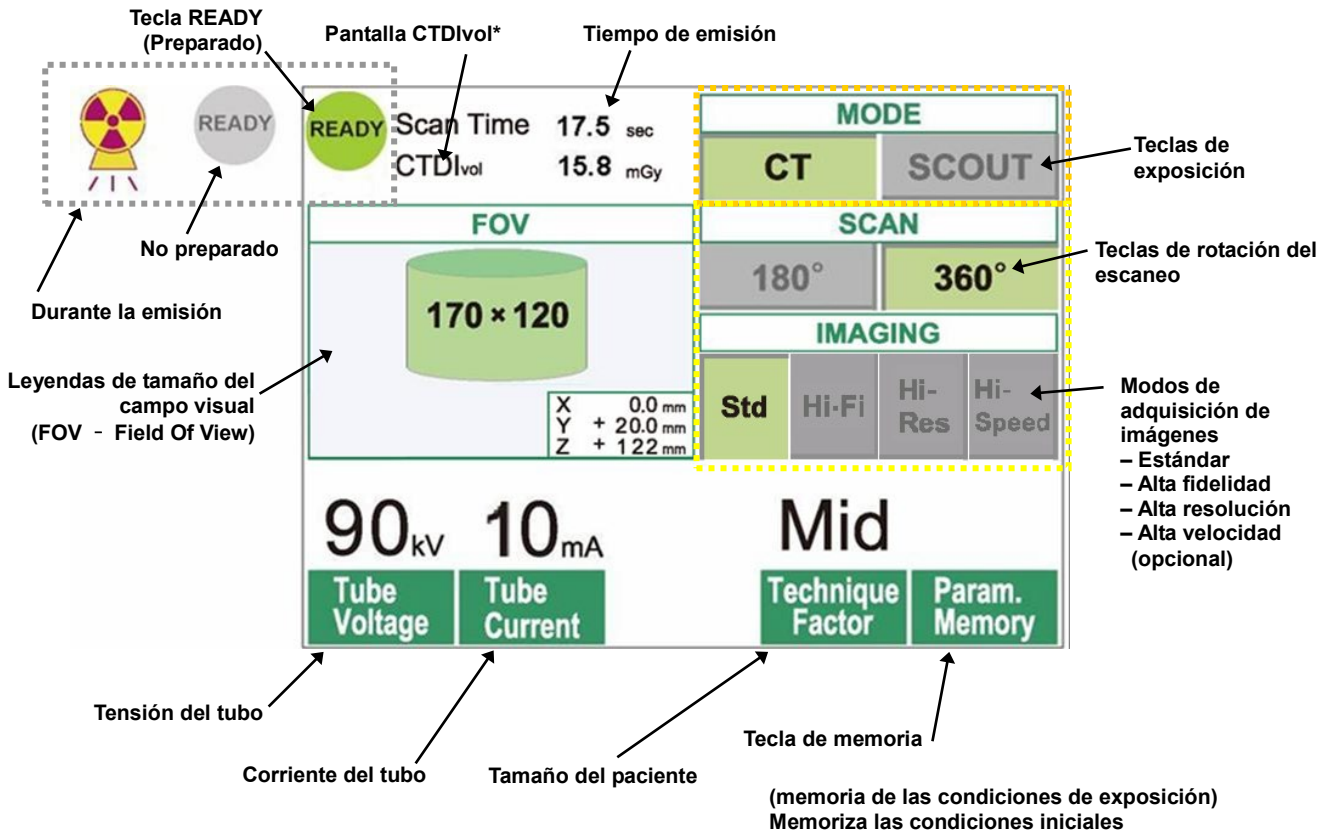 Tecla READY
(Preparado)
Pantalla CTDIvol*
Tiempo de emisión
READY
READY
Scan Time 17.5 sec
CTDIvol 15.8 mGy
MODE
CT
SCOUT
Teclas de
exposición
No preparado
Durante la emisión
FOV
170 × 120
X 0.0 mm
Y + 20.0 mm
Z + 122 mm
SCAN
180°
360°
Teclas de rotación del
escaneo
IMAGING
Std
Hi-Fi
Hi-
Res
Hi-
Speed
Leyendas de tamaño del
campo visual
(FOV - Field Of View)
Modos de
adquisición de
imágenes
– Estándar
– Alta fidelidad
– Alta resolución
– Alta velocidad
(opcional)
90 kV
10 mA
Mid
Tube
Voltage
Tube
Current
Technique
Factor
Param.
Memory
Tensión del tubo
Corriente del tubo
Tamaño del paciente
Tecla de memoria
(memoria de las condiciones de exposición)
Memoriza las condiciones iniciales